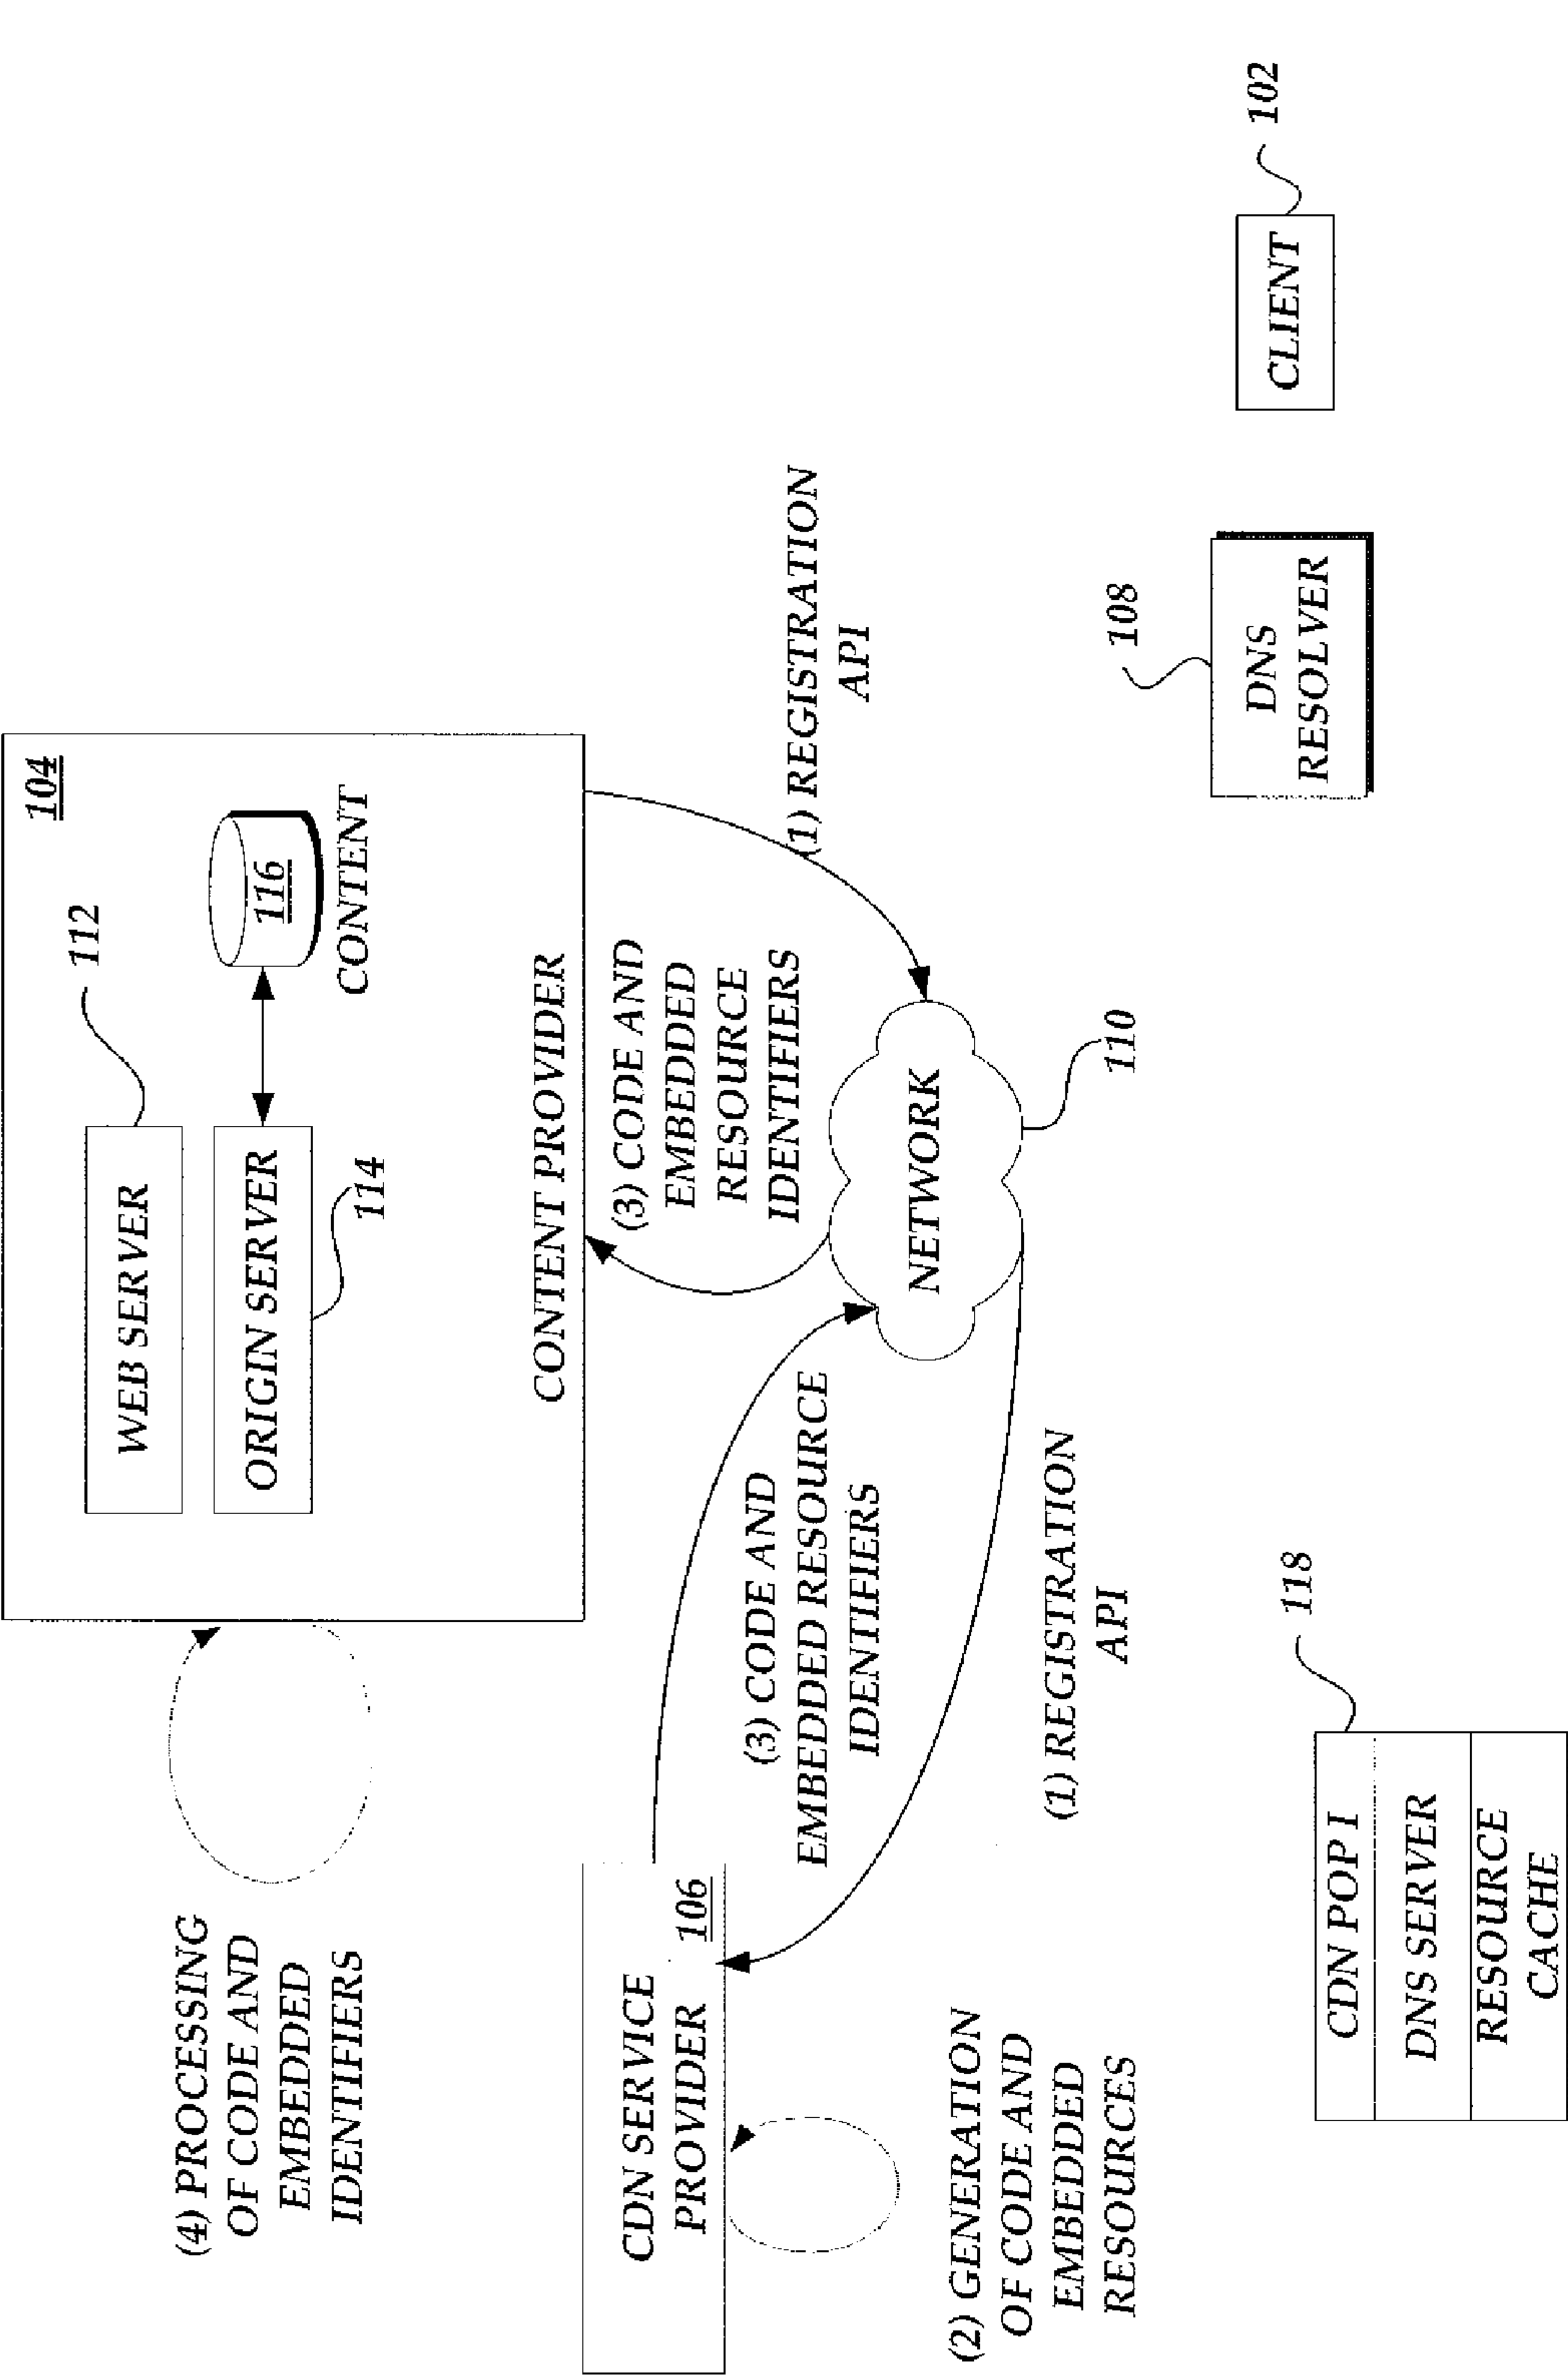 (4) PROCESSING
OF CODE AND
EMBEDDED
IDENTIFIERS
104
112
WEB SERVER
ORIGIN SERVER
114
116
CONTENT
CONTENT PROVIDER
CDN SERVICE
PROVIDER
106
(3) CODE AND
EMBEDDED RESOURCE
IDENTIFIERS
(3) CODE AND
EMBEDDED
RESOURCE
IDENTIFIERS
(1) REGISTRATION
API
NETWORK
110
(2) GENERATION
OF CODE AND
EMBEDDED
RESOURCES
(1) REGISTRATION
API
108
DNS
RESOLVER
CLIENT
102
118
CDN POP I
DNS SERVER
RESOURCE
CACHE